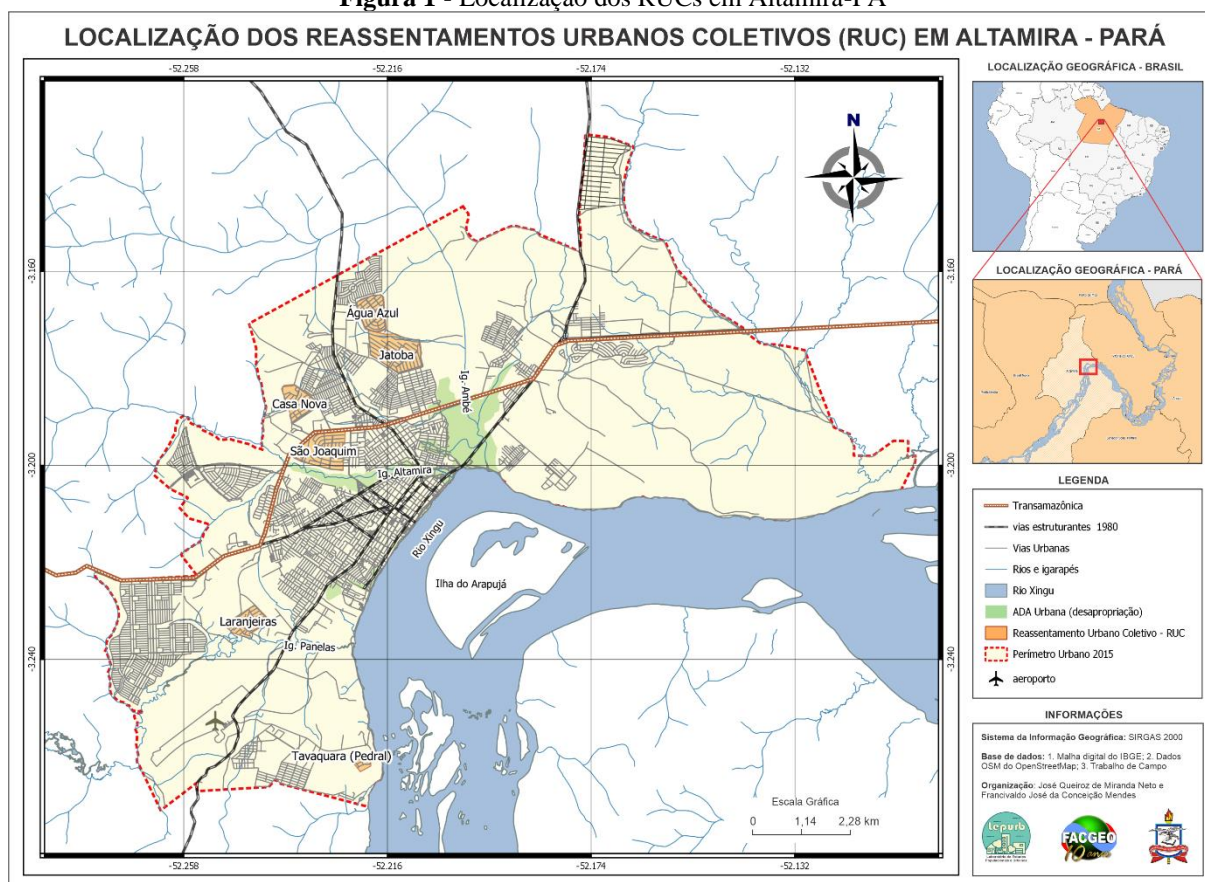 Figura 1 - Localização dos RUCs em Altamira-PA
LOCALIZAÇÃO DOS REASSENTAMENTOS URBANOS COLETIVOS (RUC) EM ALTAMIRA - PARÁ
-52.258 -52.216 -52.174 -52.132
N
-3.160 -3.160
Água Azul
Jatoba
Ig. Ambé
Casa Nova
São Joaquim
-3.200 -3.200
Ig. Altamira
Rio Xingu
Ilha do Arapujá
Laranjeiras
Ig. Panelas
-3.240 -3.240
Tavaquara (Pedral)
Escala Gráfica
0 1,14 2,28 km
-52.258 -52.216 -52.174 -52.132
LOCALIZAÇÃO GEOGRÁFICA - BRASIL
LOCALIZAÇÃO GEOGRÁFICA - PARÁ
LEGENDA
Transamazônica
vias estruturantes 1980
Vias Urbanas
Rios e igarapés
Rio Xingu
ADA Urbana (desapropriação)
Reassentamento Urbano Coletivo - RUC
Perímetro Urbano 2015
aeroporto
INFORMAÇÕES
Sistema da Informação Geográfica: SIRGAS 2000
Base de dados: 1. Malha digital do IBGE; 2. Dados
OSM do OpenStreetMap; 3. Trabalho de Campo
Organização: José Queiroz de Miranda Neto e
Francivaldo José da Conceição Mendes
FACGEO
10 anos